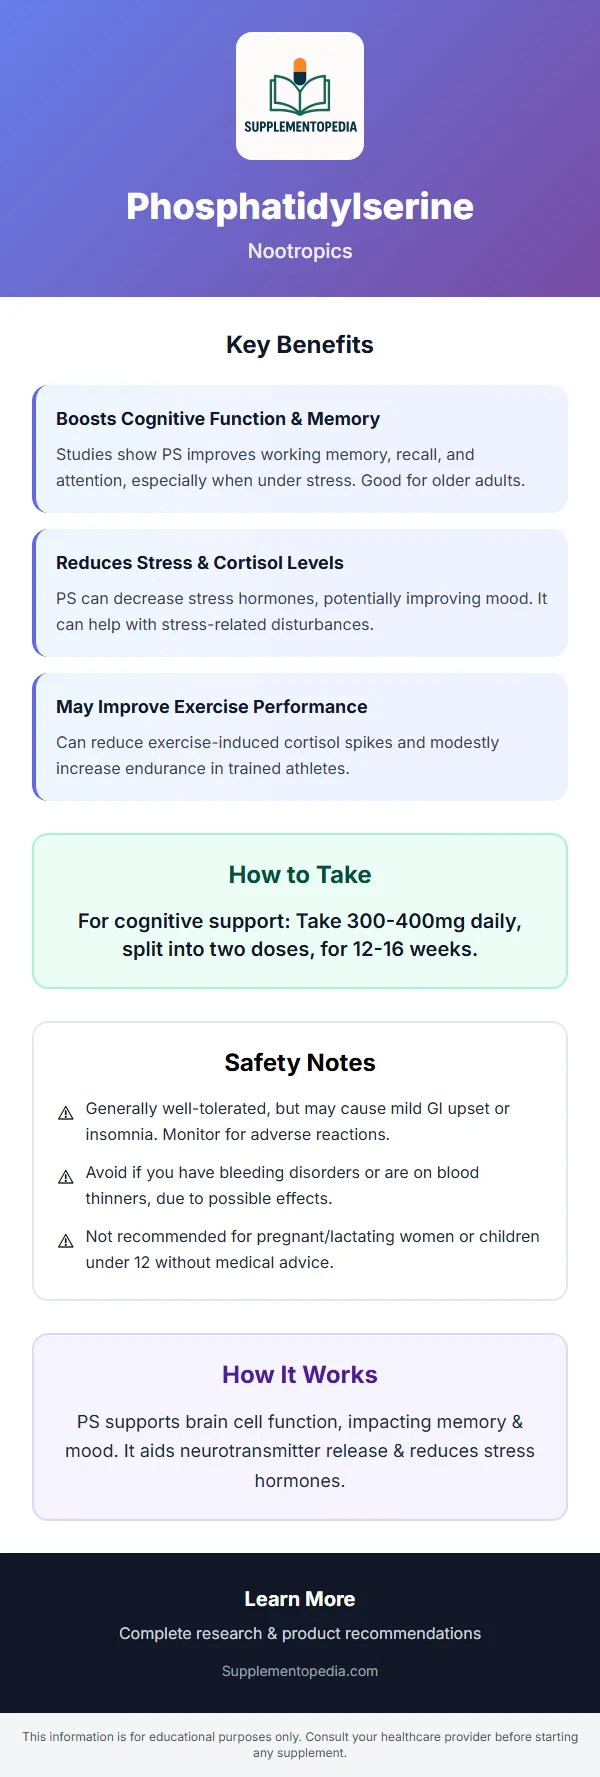 SUPPLEMENTOPEDIA
Phosphatidylserine
Nootropics
Key Benefits
Boosts Cognitive Function & Memory
Studies show PS improves working memory, recall, and
attention, especially when under stress. Good for older adults.
Reduces Stress & Cortisol Levels
PS can decrease stress hormones, potentially improving mood. It
can help with stress-related disturbances.
May Improve Exercise Performance
Can reduce exercise-induced cortisol spikes and modestly
increase endurance in trained athletes.
How to Take
For cognitive support: Take 300-400mg daily,
split into two doses, for 12-16 weeks.
Safety Notes
Generally well-tolerated, but may cause mild GI upset or
insomnia. Monitor for adverse reactions.
Avoid if you have bleeding disorders or are on blood
thinners, due to possible effects.
Not recommended for pregnant/lactating women or children
under 12 without medical advice.
How It Works
PS supports brain cell function, impacting memory &
mood. It aids neurotransmitter release & reduces stress
hormones.
Learn More
Complete research & product recommendations
Supplementopedia.com
This information is for educational purposes only. Consult your healthcare provider before starting
any supplement.